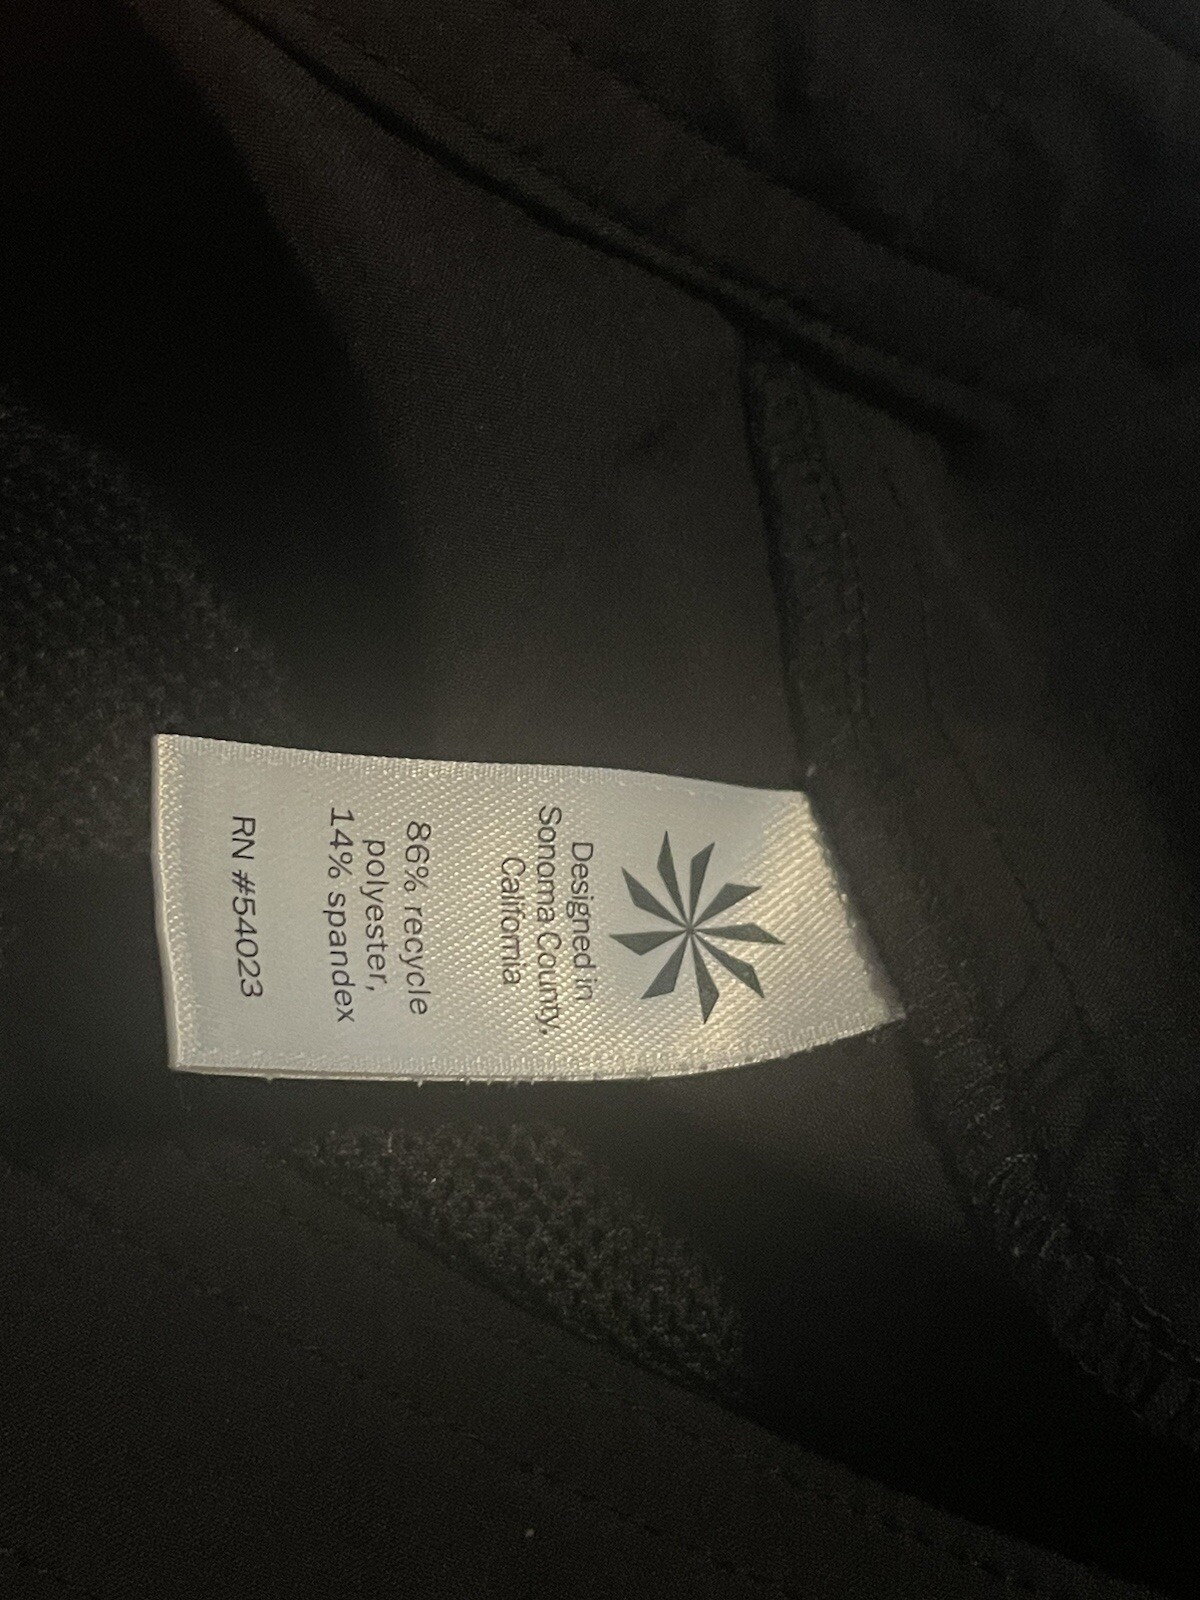 Designed in
Sonoma County,
California
86% recycle
polyester,
14% spandex
RN #54023